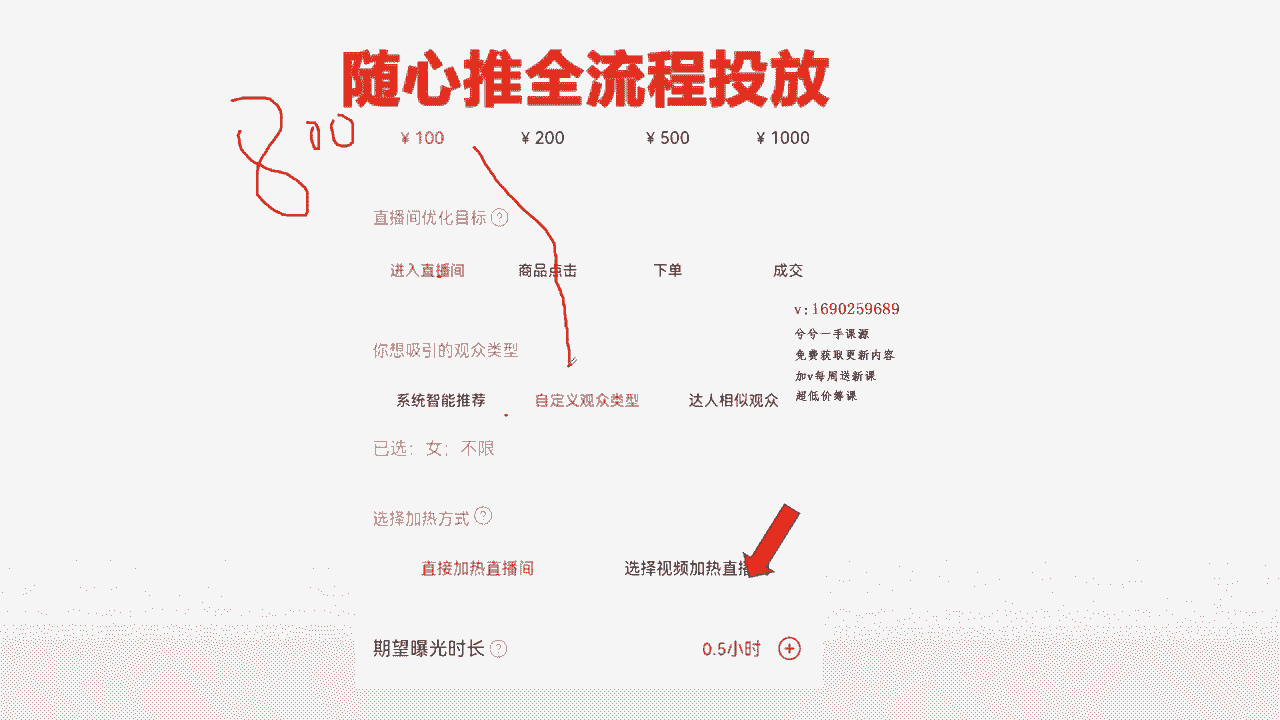 随心推全流程投放
800
¥ 100 ¥ 200 ¥ 500 ¥ 1000
直播间优化目标 ?
进入直播间 商品点击 下单 成交
v:1690259689
兮兮一手课源
免费获取更新内容
加v每周送新课
超低价筹课
你想吸引的观众类型
系统智能推荐 自定义观众类型 达人相似观众
已选：女；不限
选择加热方式 ?
直接加热直播间 选择视频加热直播
期望曝光时长 ? 0.5小时 +